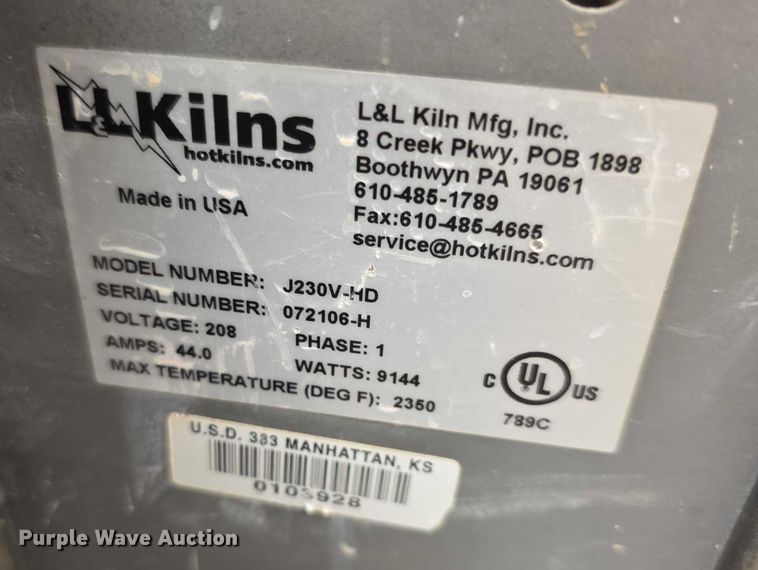 L&L Kilns
hotkilns.com
Made in USA
L&L Kiln Mfg, Inc.
8 Creek Pkwy, POB 1898
Boothwyn PA 19061
610-485-1789
Fax:610-485-4665
service@hotkilns.com
MODEL NUMBER: J230V-HD
SERIAL NUMBER: 072106-H
VOLTAGE: 208 PHASE: 1
AMPS: 44.0 WATTS: 9144
MAX TEMPERATURE (DEG F): 2350
C UL US
789C
U.S.D. 383 MANHATTAN, KS
Purple Wave Auction